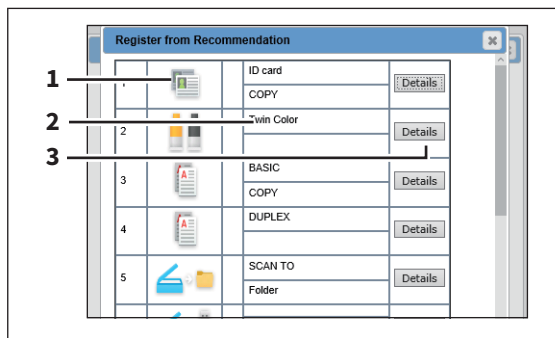 Register from Recommendation
1
ID card
COPY
Details
2
2
Twin Color
Details
3
3
BASIC
COPY
Details
4
DUPLEX
Details
5
SCAN TO
Folder
Details